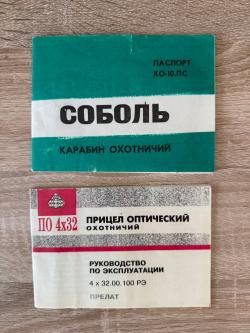 ПАСПОРТ
КО-10.ПС
СОБОЛЬ
КАРАБИН ОХОТНИЧИЙ
ПО 4х32
ПРИЦЕЛ ОПТИЧЕСКИЙ
ОХОТНИЧИЙ
РУКОВОДСТВО
ПО ЭКСПЛУАТАЦИИ
4 х 32.00.100 РЭ
ПРЕЛАТ